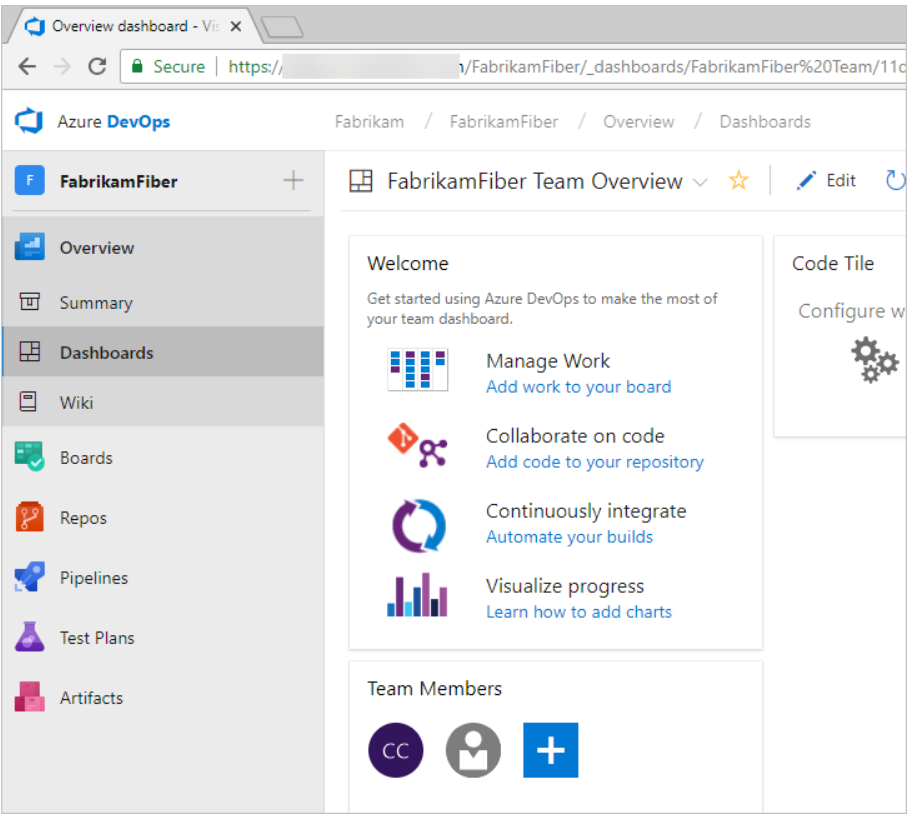 Overview dashboard - Vis
Secure | https:// /FabrikamFiber/_dashboards/FabrikamFiber%20Team/11
Azure DevOps
Fabrikam / FabrikamFiber / Overview / Dashboards
F FabrikamFiber
FabrikamFiber Team Overview
Edit
Overview
Summary
Dashboards
Wiki
Boards
Repos
Pipelines
Test Plans
Artifacts
Welcome
Get started using Azure DevOps to make the most of
your team dashboard.
Manage Work
Add work to your board
Collaborate on code
Add code to your repository
Continuously integrate
Automate your builds
Visualize progress
Learn how to add charts
Code Tile
Configure w
Team Members
CC